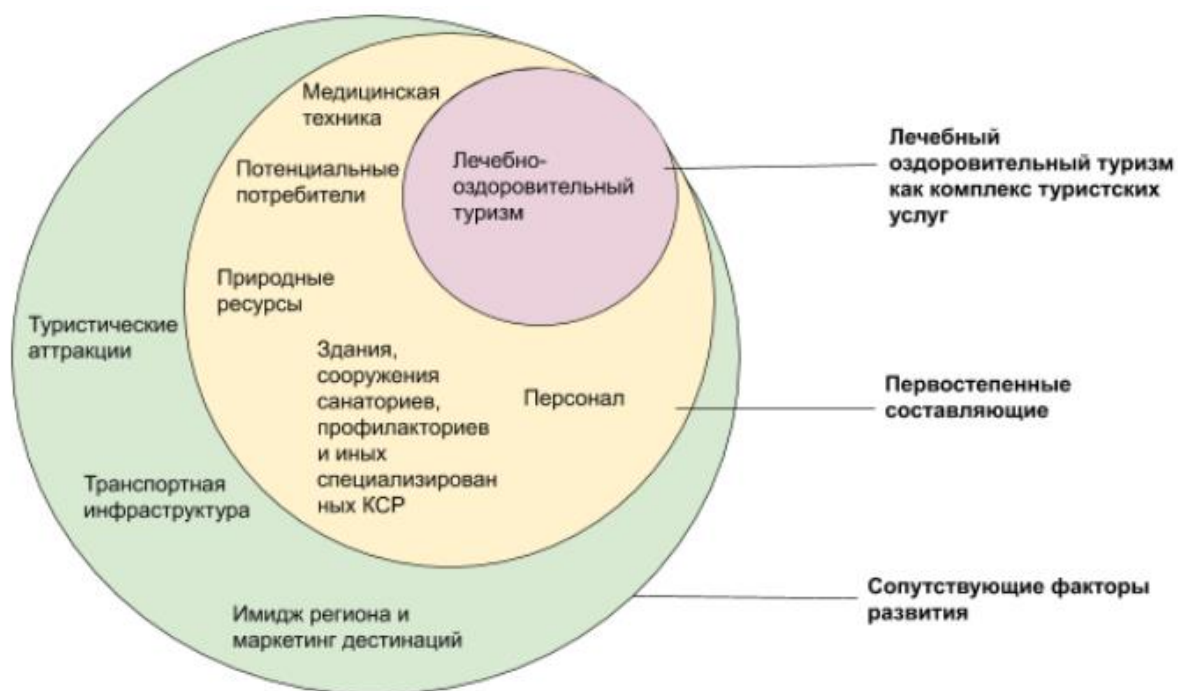 Медицинская
техника
Потенциальные
потребители
Лечебно-
оздоровительный
туризм
Природные
ресурсы
Туристические
аттракции
Здания,
сооружения
санаториев,
профилакториев
и иных
специализирован
ных КСР
Персонал
Транспортная
инфраструктура
Имидж региона и
маркетинг дестинаций
Лечебный
оздоровительный туризм
как комплекс туристских
услуг
Первостепенные
составляющие
Сопутствующие факторы
развития